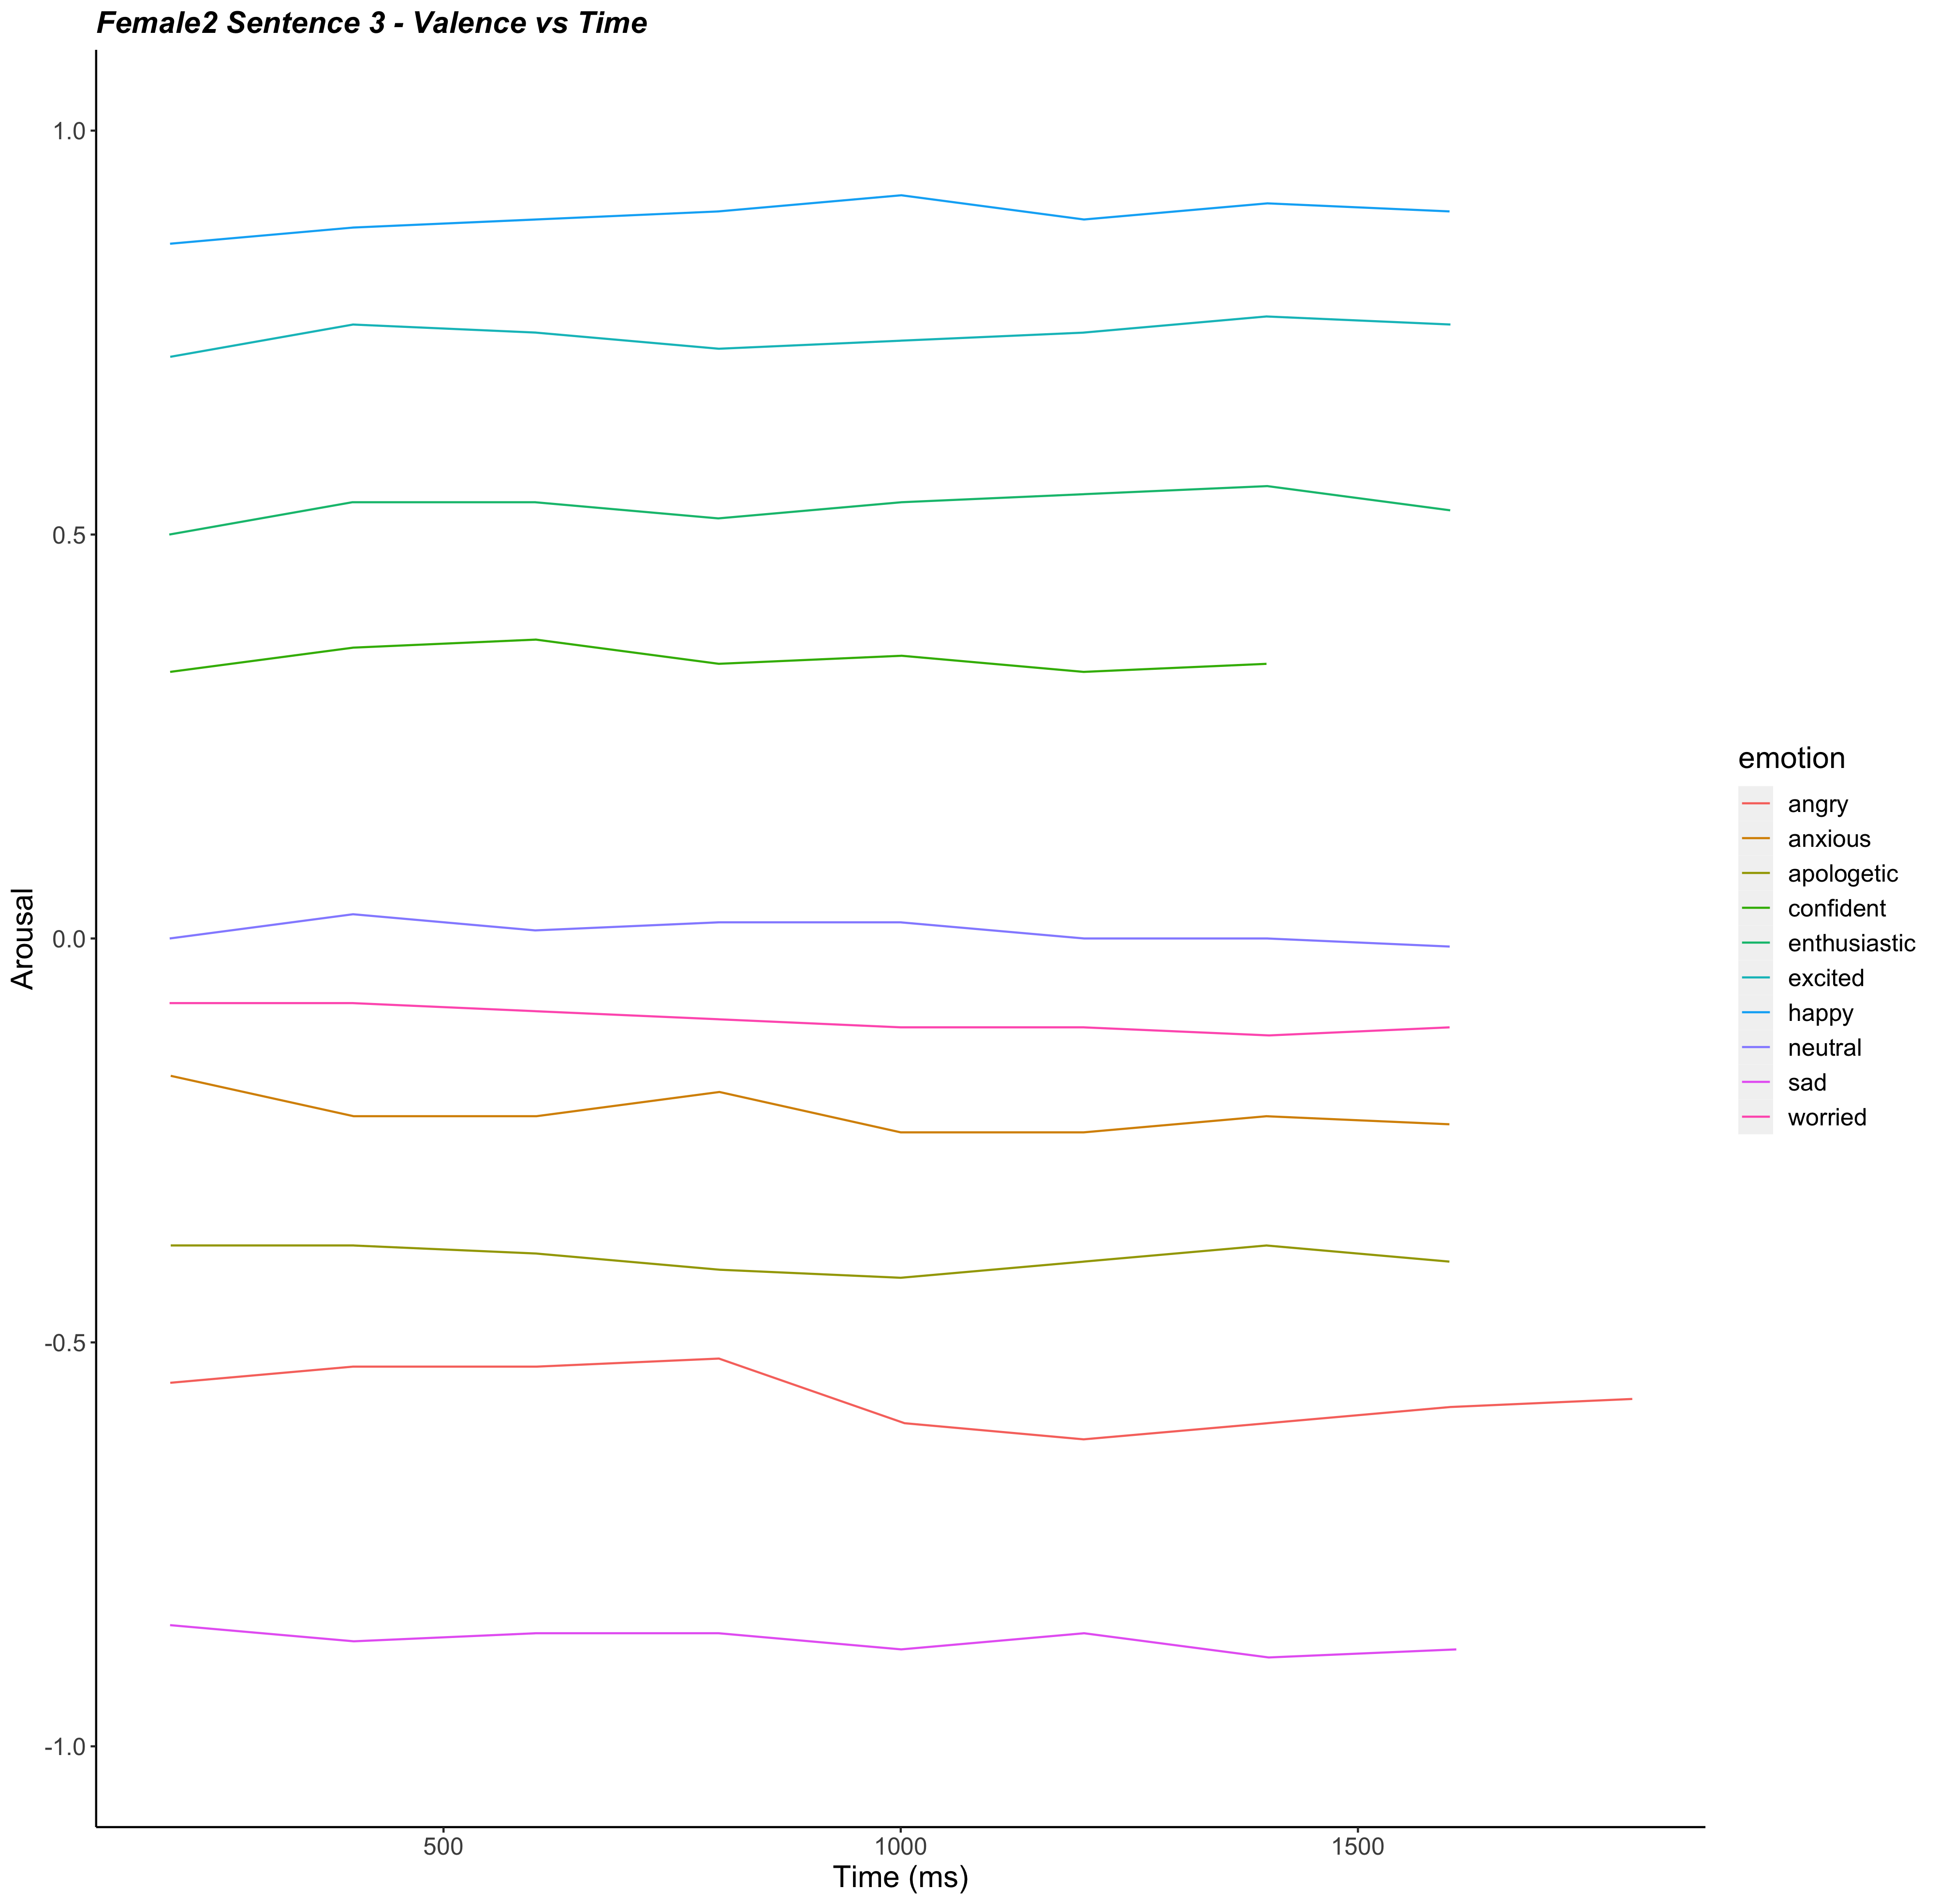 Female2 Sentence 3 - Valence vs Time
1.0
0.5
0.0
-0.5
-1.0
Arousal
500
1000
1500
Time (ms)
emotion
angry
anxious
apologetic
confident
enthusiastic
excited
happy
neutral
sad
worried